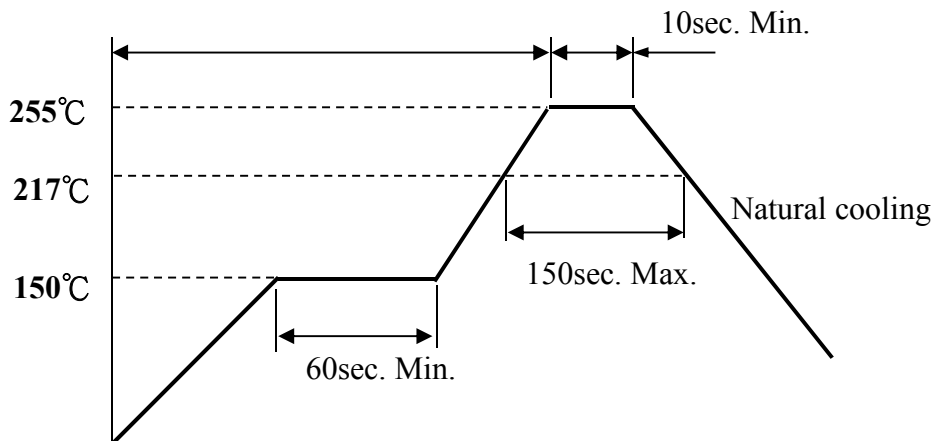 10sec. Min.
255℃
217℃
Natural cooling
150℃
150sec. Max.
60sec. Min.